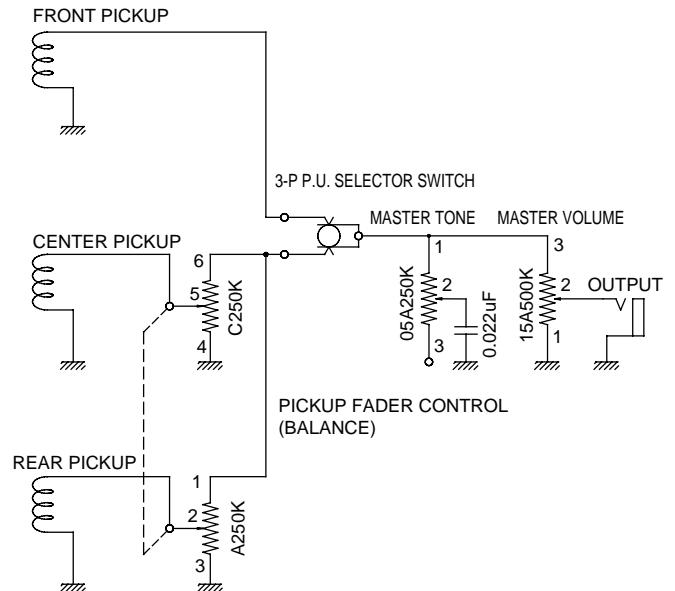 FRONT PICKUP
3-P P.U. SELECTOR SWITCH
MASTER TONE
MASTER VOLUME
CENTER PICKUP
6
5
4
C250K
1
2
3
05A250K
0.022uF
3
2
1
15A500K
OUTPUT
PICKUP FADER CONTROL
(BALANCE)
REAR PICKUP
1
2
3
A250K